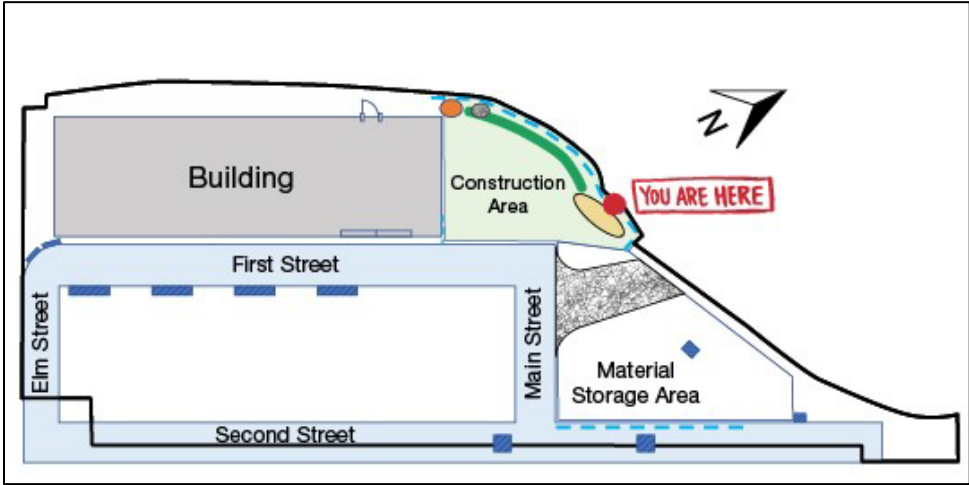 N
YOU ARE HERE
Building
Construction
Area
First Street
Elm Street
Main Street
Material
Storage Area
Second Street